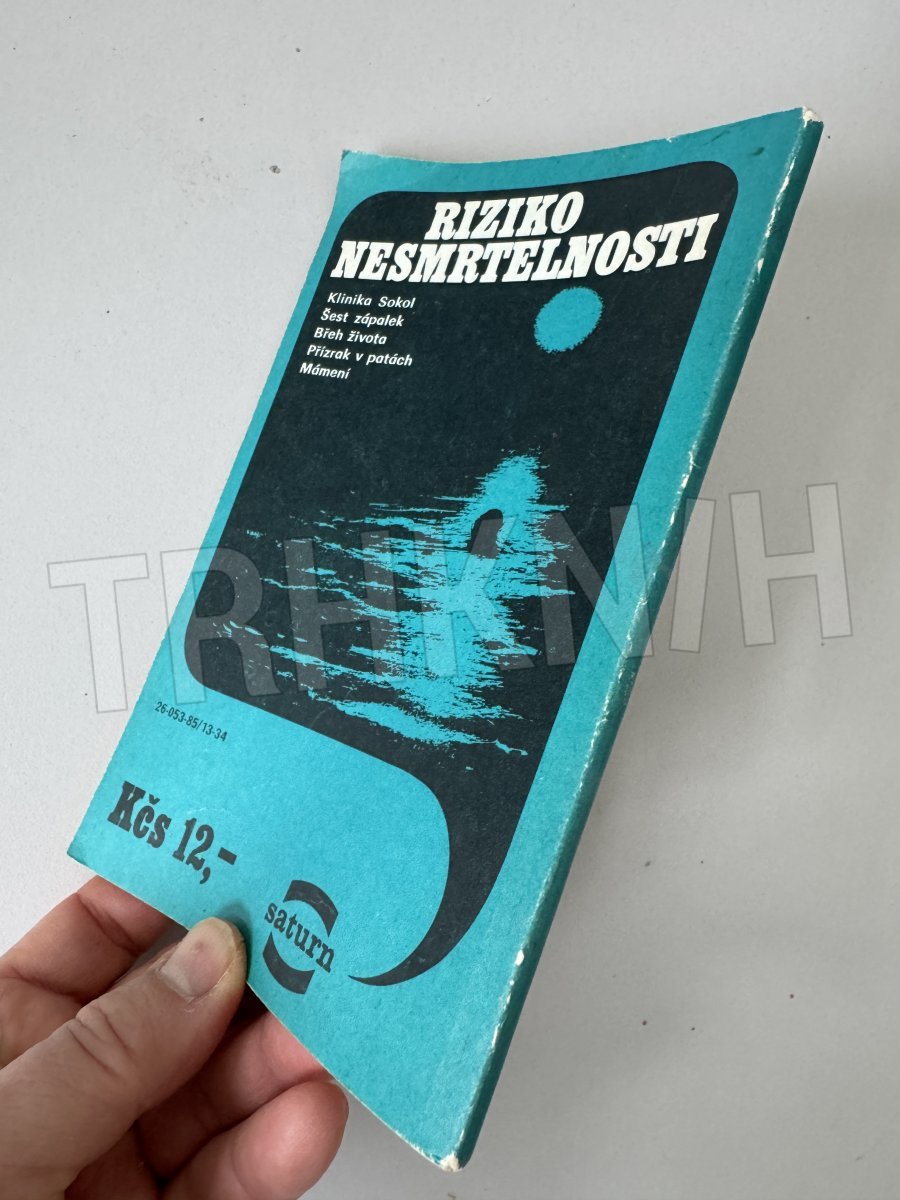 RIZIKO
NESMRTELNOSTI
Klinika Sokol
Šest zápalek
Břeh života
Přízrak v patách
Mámení
TRHKNIH
26-053-85/13-34
Kčs 12,-
saturn